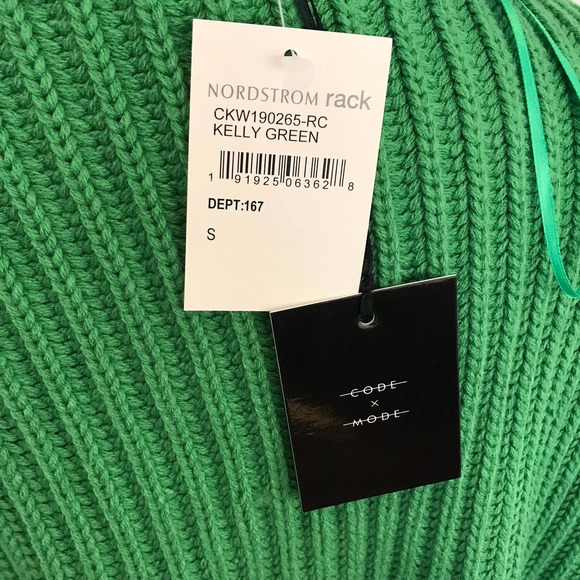 NORDSTROM rack
CKW190265-RC
KELLY GREEN
1 91925 06362 8
DEPT:167
S
CODE
×
MODE